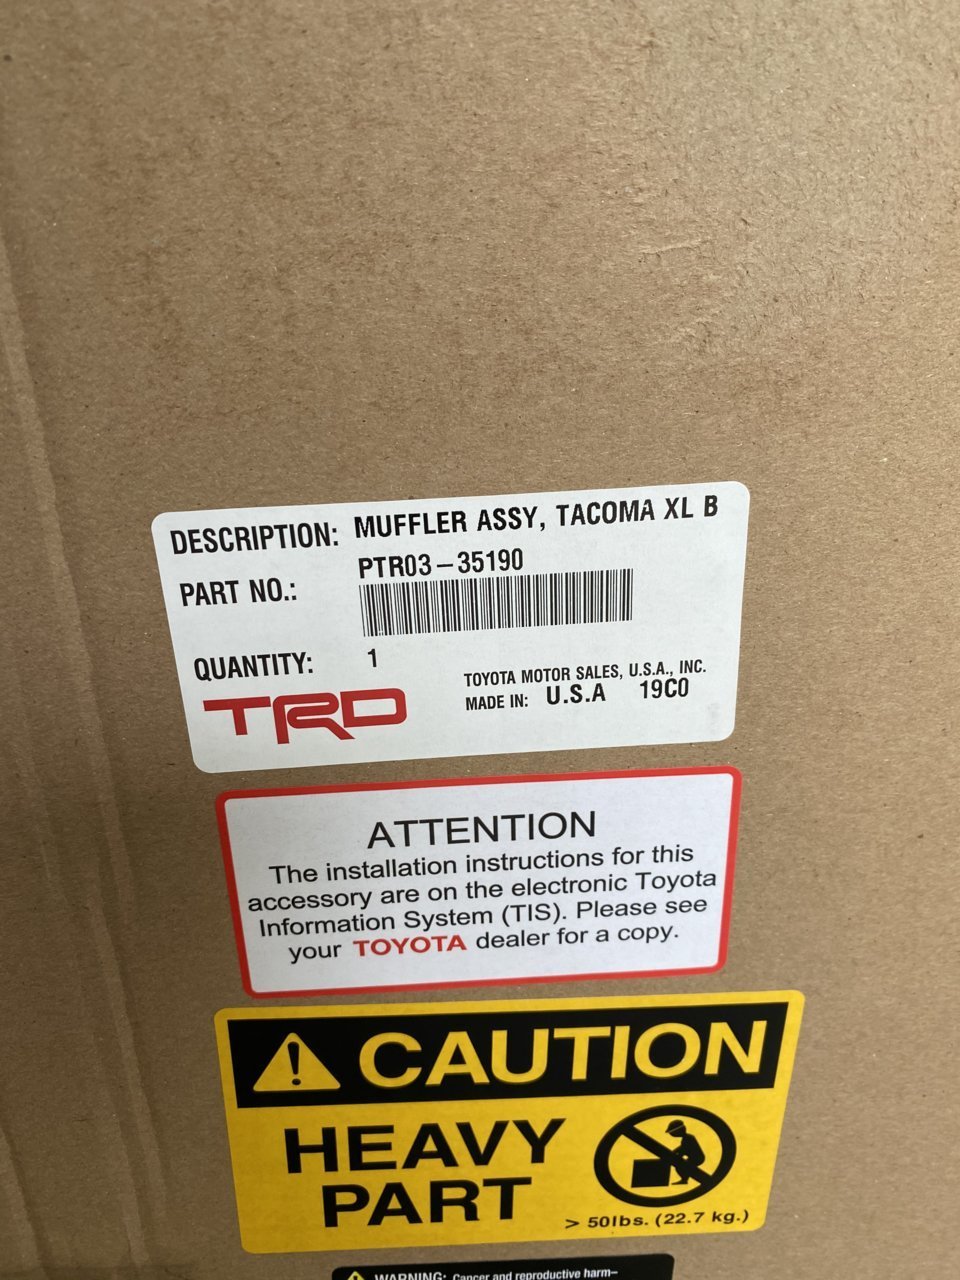 DESCRIPTION: MUFFLER ASSY, TACOMA XL B
PART NO.: PTR03-35190
QUANTITY: 1
TRD
TOYOTA MOTOR SALES, U.S.A., INC.
MADE IN: U.S.A 19C0
ATTENTION
The installation instructions for this
accessory are on the electronic Toyota
Information System (TIS). Please see
your TOYOTA dealer for a copy.
CAUTION
HEAVY
PART
> 50lbs. (22.7 kg.)
WARNING: Cancer and reproductive harm–